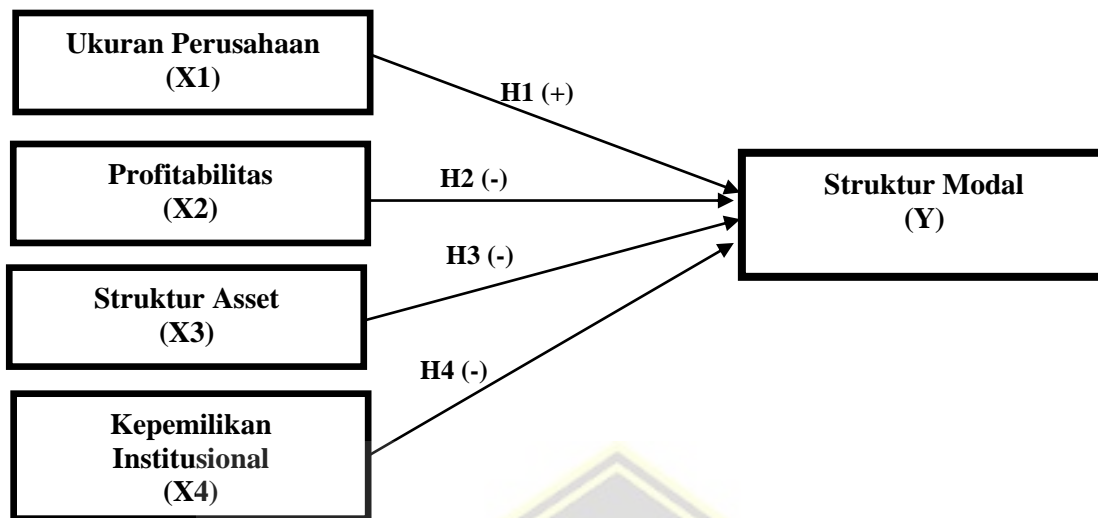 Ukuran Perusahaan
(X1)
H1 (+)
Profitabilitas
(X2)
H2 (-)
Struktur Modal
(Y)
H3 (-)
Struktur Asset
(X3)
H4 (-)
Kepemilikan
Institusional
(X4)